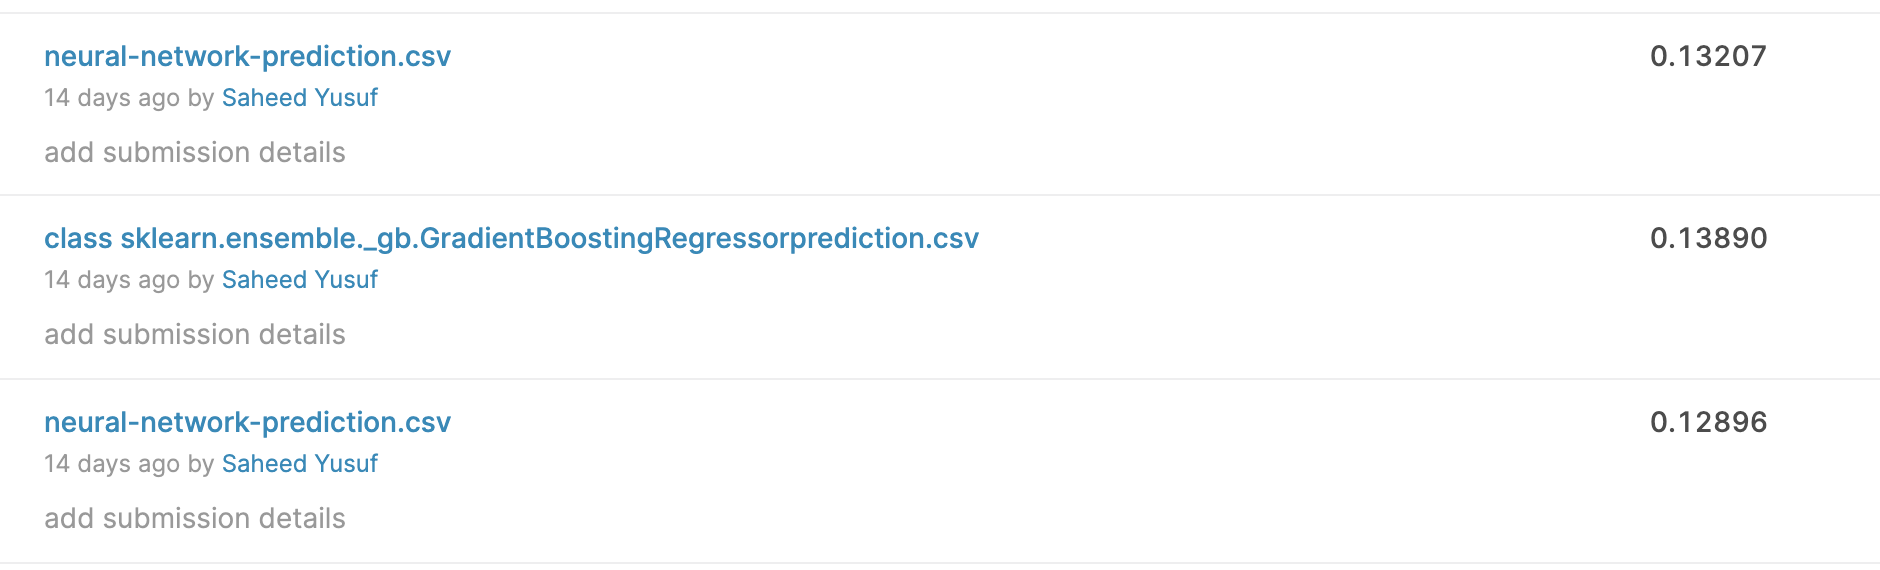 neural-network-prediction.csv 0.13207
14 days ago by Saheed Yusuf
add submission details
class sklearn.ensemble._gb.GradientBoostingRegressorprediction.csv 0.13890
14 days ago by Saheed Yusuf
add submission details
neural-network-prediction.csv 0.12896
14 days ago by Saheed Yusuf
add submission details